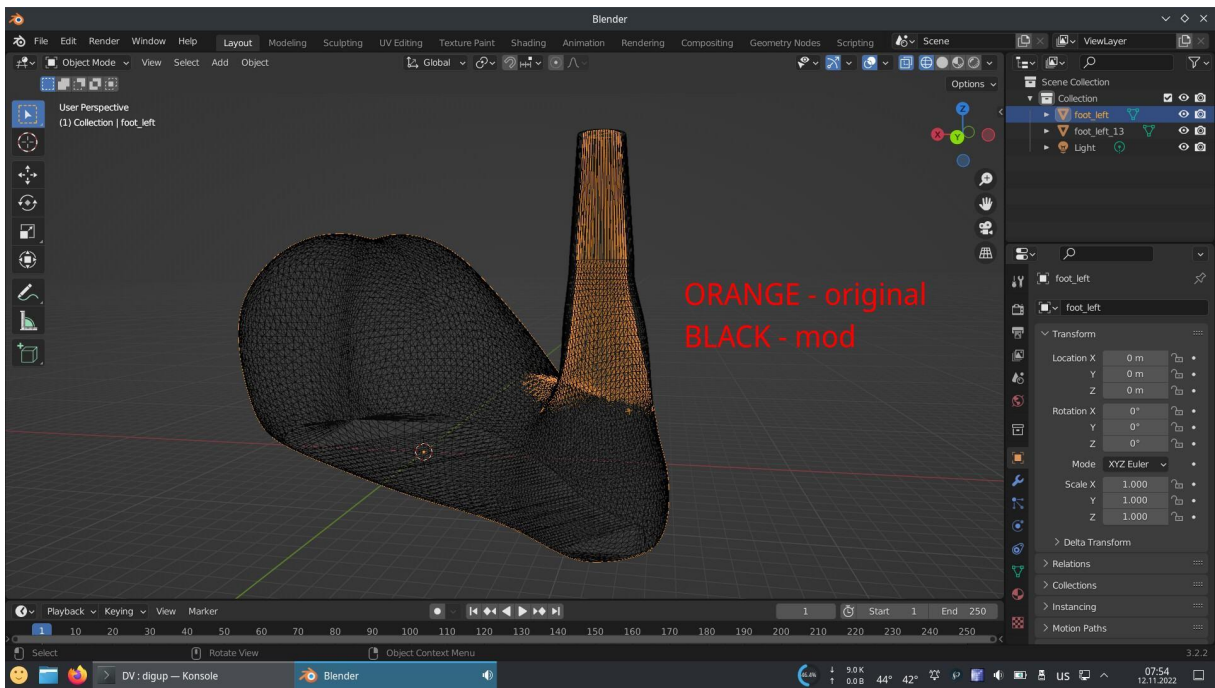 Blender
File Edit Render Window Help Layout Modeling Sculpting UV Editing Texture Paint Shading Animation Rendering Compositing Geometry Nodes Scripting Scene ViewLayer
Object Mode View Select Add Object Global
Options
User Perspective
(1) Collection | foot_left
Z
X
Y
ORANGE - original
BLACK - mod
Scene Collection
Collection
foot_left
foot_left_13
Light
foot_left
foot_left
Transform
Location X 0 m
Y 0 m
Z 0 m
Rotation X 0°
Y 0°
Z 0°
Mode XYZ Euler
Scale X 1.000
Y 1.000
Z 1.000
Delta Transform
Relations
Collections
Instancing
Motion Paths
Playback Keying View Marker 1 Start 1 End 250
1 10 20 30 40 50 60 70 80 90 100 110 120 130 140 150 160 170 180 190 200 210 220 230 240 250
Select Rotate View Object Context Menu 3.2.2
DV : digup — Konsole Blender
9.0 K
0.0 B
44° 42° US
07:54
12.11.2022